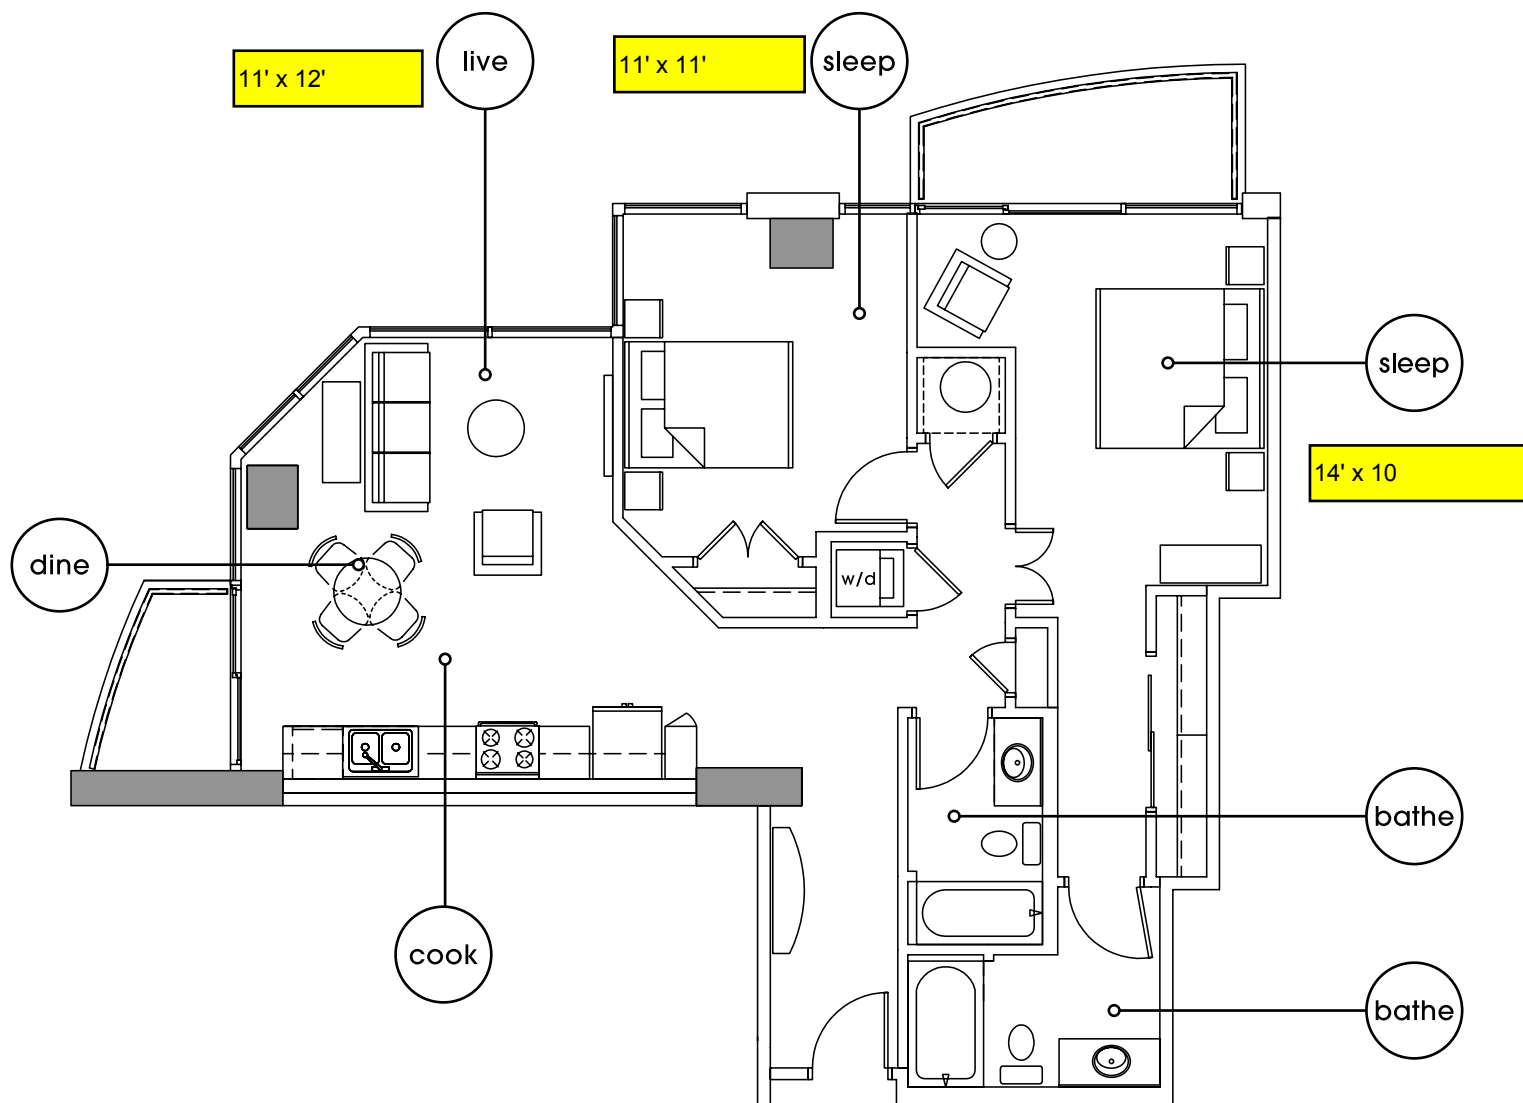 live
11' x 12'
11' x 11'
sleep
sleep
14' x 10
dine
w/d
bathe
cook
bathe